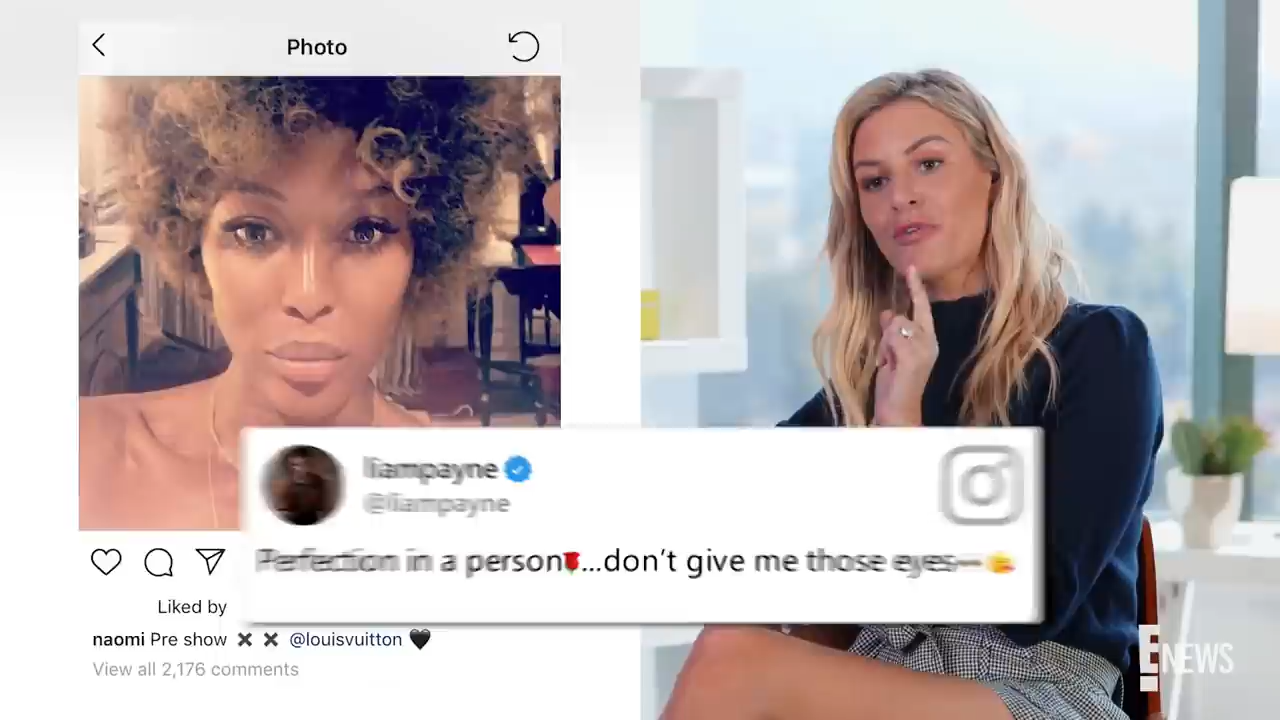 Photo
liampayne
@liampayne
Perfection in a person🌹...don't give me those eyes
Liked by
naomi Pre show ✖️ ✖️ @louisvuitton 🖤
View all 2,176 comments
E NEWS